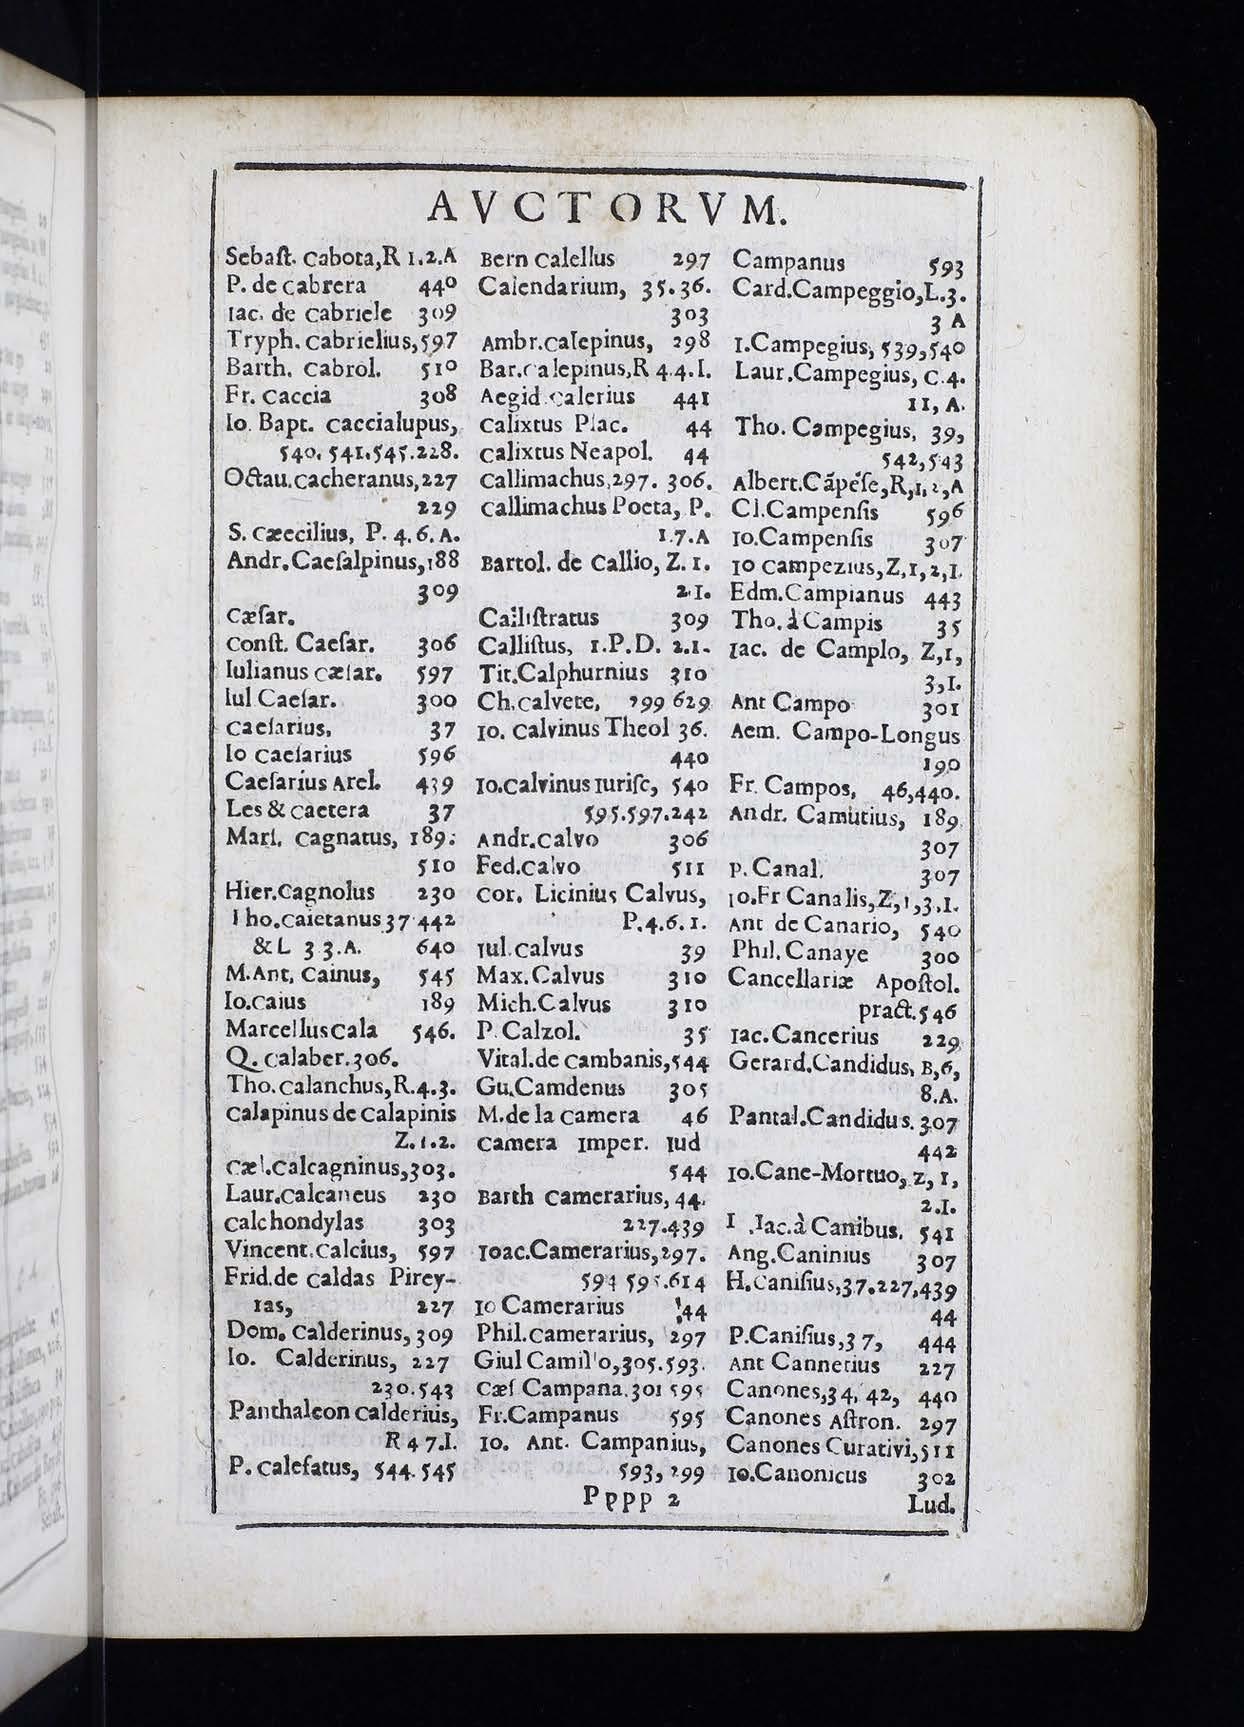 AVCTORVM.
Sebast. Cabota, R 1.2.A
P. de Cabrera 440
Iac. de Cabriele 309
Tryph. Cabrielius, 597
Barth. Cabrol. 510
Fr. Caccia 308
Io. Bapt. Caccialupus,
540. 541.545.228.
Octau. Cacheranus, 227
229
S. Cæecilius, P. 4. 6. A.
Andr. Caesalpinus, 188
309
Cæsar.
Const. Caesar. 306
Iulianus Cæsar. 597
Iul Caesar. 300
Caesarius. 37
Io Caesarius 596
Caesarius Arel. 439
Les & Caetera 37
Marl. Cagnatus, 189.
510
Hier. Cagnolus 230
Tho. Caietanus 37 442
& L 3 3.A. 640
M. Ant. Cainus, 545
Io. Caius 189
Marcellus Cala 546.
Q. Calaber. 306.
Tho. Calanchus, R.4.3.
Calapinus de Calapinis
Z. 1.2.
Cæl. Calcagninus, 303.
Laur. Calcaneus 230
Calchondylas 303
Vincent. Calcius, 597
Frid. de Caldas Pirey-
ras, 227
Dom. Calderinus, 309
Io. Calderinus, 227
230.543
Panthaleon Calderius,
R 4 7.I.
P. Calefatus, 544.545
Bern Calellus 297
Calendarium, 35.36.
303
Ambr. Calepinus, 298
Bar. Calepinus, R 4.4.I.
Aegid. Calerius 441
Calixtus Plac. 44
Calixtus Neapol. 44
Callimachus, 297. 306.
Callimachus Poeta, P.
1.7.A
Bartol. de Callio, Z. 1.
2.I.
Callistratus 309
Callistus, 1.P.D. 2.1.
Tit. Calphurnius 310
Ch. Calvete, 299 629
Io. Calvinus Theol 36.
440
Io. Calvinus Iurisc, 540
595.597.242
Andr. Calvo 306
Fed. Calvo 511
Cor. Licinius Calvus,
P.4.6.1.
Iul. Calvus 39
Max. Calvus 310
Mich. Calvus 310
P. Calzol. 35
Vital. de Cambanis, 544
Gu. Camdenus 305
M. de la Camera 46
Camera Imper. Iud
544
Barth Camerarius, 44.
227.439
Ioac. Camerarius, 297.
594 595.614
Io Camerarius 44
Phil. Camerarius, 297
Giul Camillo, 305.593.
Cæs Campana. 301 595
Fr. Campanus 595
Io. Ant. Campanius,
593, 299
Campanus 593
Card. Campeggio, L.3.
3 A
I. Campegius, 539, 540
Laur. Campegius, C.4.
11, A.
Tho. Campegius, 39,
542, 543
Albert. Cãpẽse, R, 1, 2, A
Cl. Campensis 596
Io. Campensis 307
Io Campezius, Z, 1, 2, I.
Edm. Campianus 443
Tho. à Campis 35
Iac. de Camplo, Z, 1,
3, I.
Ant Campo 301
Aem. Campo-Longus
190
Fr. Campos, 46, 440.
Andr. Camutius, 189
307
P. Canal. 307
Io. Fr Canalis, Z, 1, 3, I.
Ant de Canario, 540
Phil. Canaye 300
Cancellariæ Apostol.
pract. 546
Iac. Cancerius 229
Gerard. Candidus, B, 6,
8.A.
Pantal. Candidus. 307
442
Io. Cane-Mortuo, Z, 1,
2.I.
I . Iac. à Canibus. 541
Ang. Caninius 307
H. Canisius, 37.227,439
44
P. Canisius, 37, 444
Ant Cannetius 227
Canones, 34, 42, 440
Canones Astron. 297
Canones Curativi, 511
Io. Canonicus 302
Pppp 2
Lud.